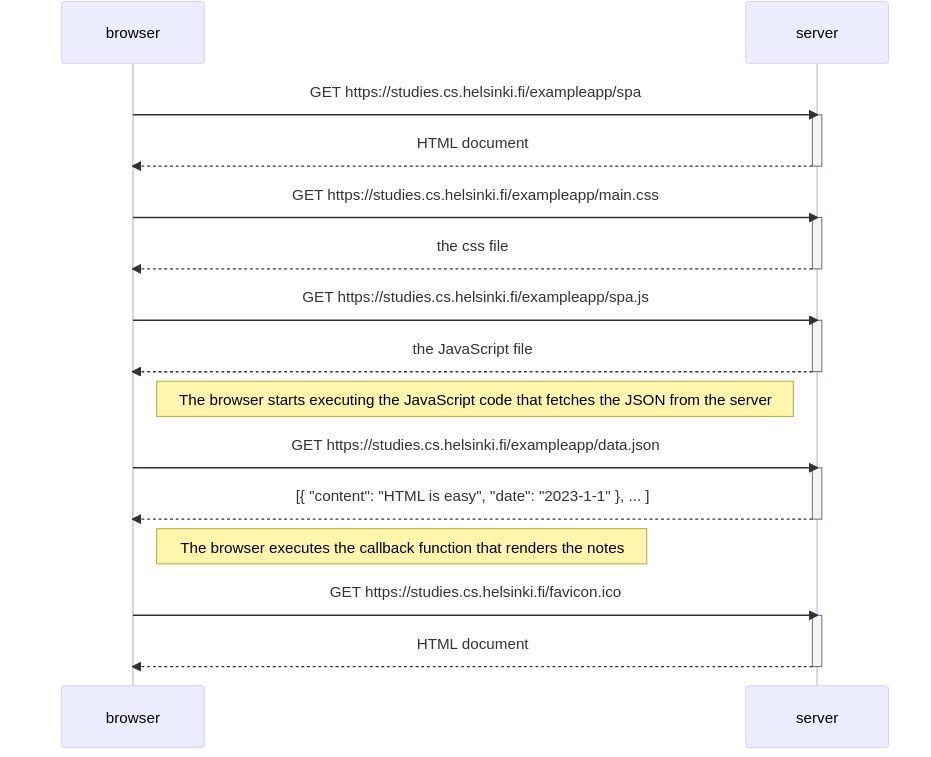 browser
server
GET https://studies.cs.helsinki.fi/exampleapp/spa
HTML document
GET https://studies.cs.helsinki.fi/exampleapp/main.css
the css file
GET https://studies.cs.helsinki.fi/exampleapp/spa.js
the JavaScript file
The browser starts executing the JavaScript code that fetches the JSON from the server
GET https://studies.cs.helsinki.fi/exampleapp/data.json
[{ "content": "HTML is easy", "date": "2023-1-1" }, ... ]
The browser executes the callback function that renders the notes
GET https://studies.cs.helsinki.fi/favicon.ico
HTML document
browser
server